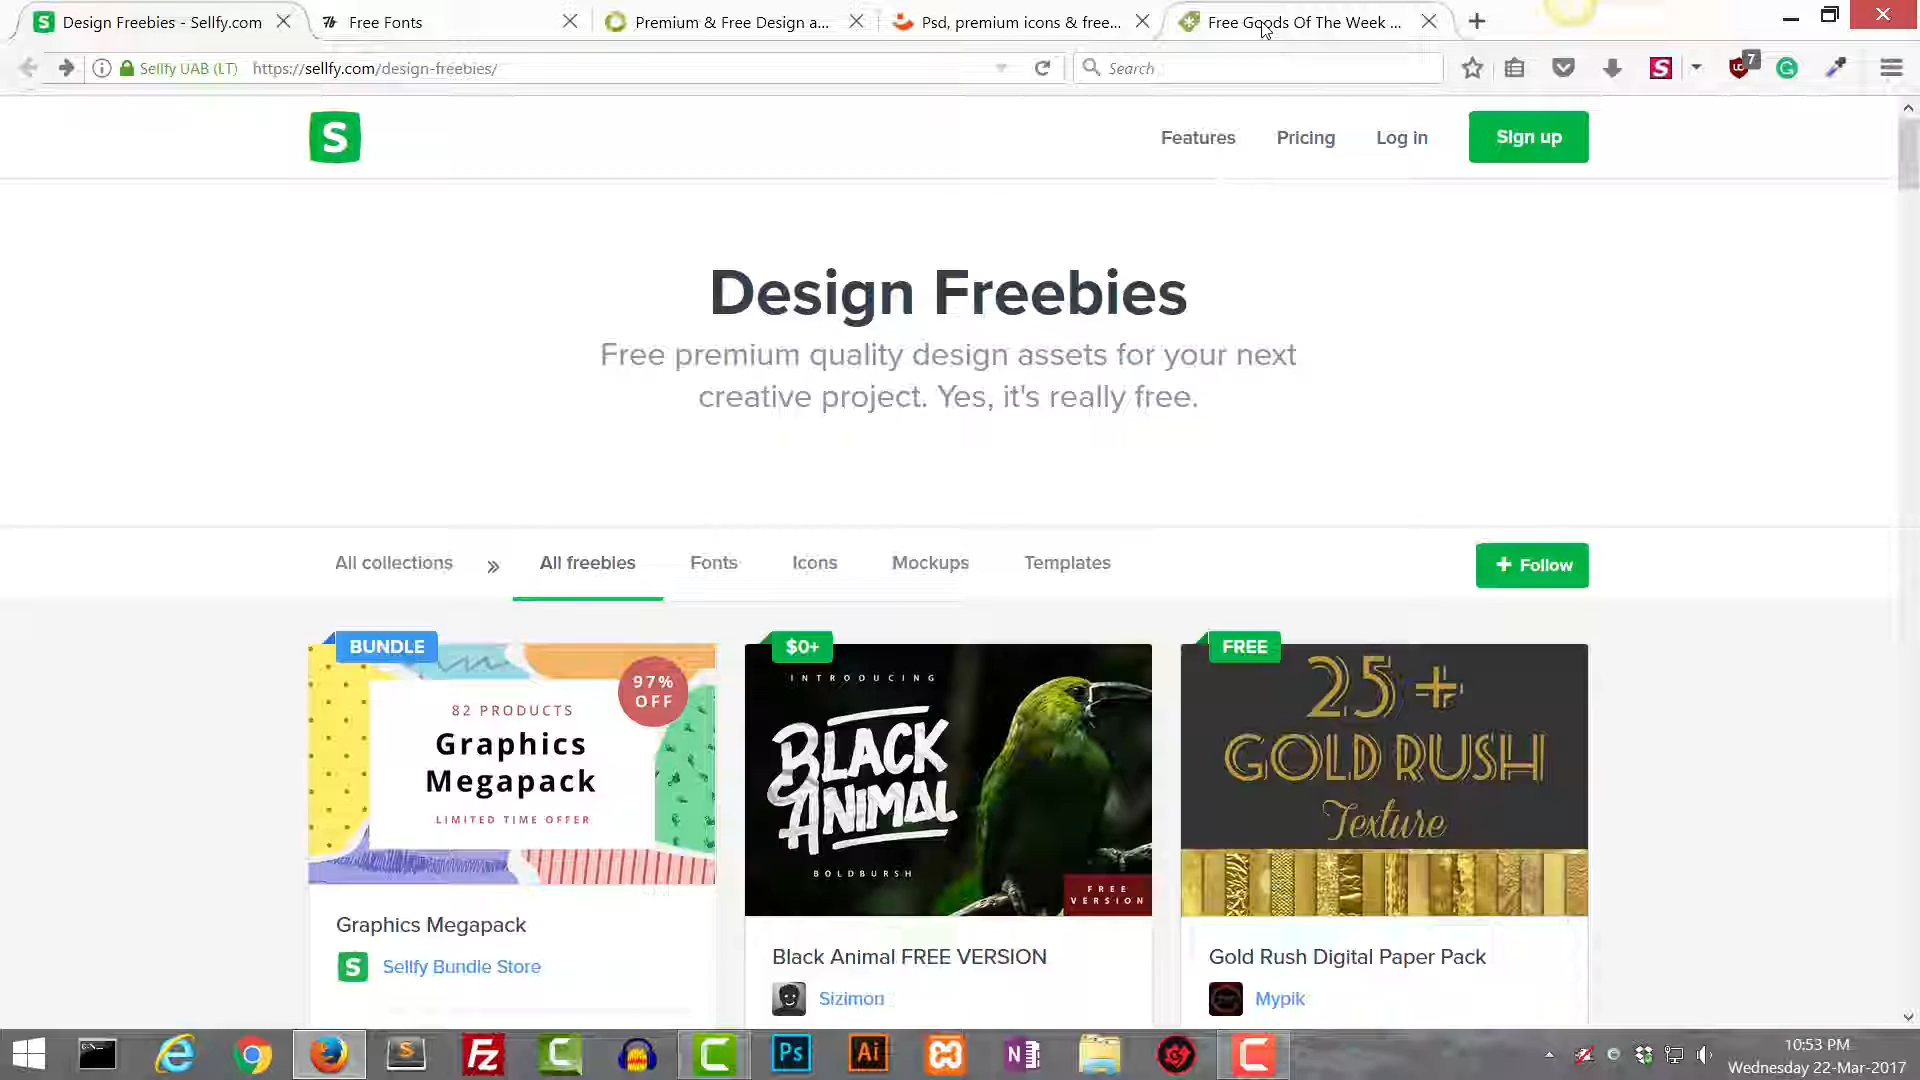 Design Freebies - Sellfy.com
Free Fonts
Premium & Free Design a...
Psd, premium icons & free...
Free Goods Of The Week ...
Sellfy UAB (LT)
https://sellfy.com/design-freebies/
Search
7
S
Features
Pricing
Log in
Sign up
Design Freebies
Free premium quality design assets for your next
creative project. Yes, it's really free.
All collections
All freebies
Fonts
Icons
Mockups
Templates
+ Follow
BUNDLE
97%
OFF
82 PRODUCTS
Graphics
Megapack
LIMITED TIME OFFER
Graphics Megapack
Sellfy Bundle Store
$0+
INTRODUCING
BLACK
ANIMAL
BOLDBURSH
FREE
VERSION
Black Animal FREE VERSION
Sizimon
FREE
25 +
GOLD RUSH
Texture
Gold Rush Digital Paper Pack
Mypik
Fz
Ps
Ai
N
10:53 PM
Wednesday 22-Mar-2017